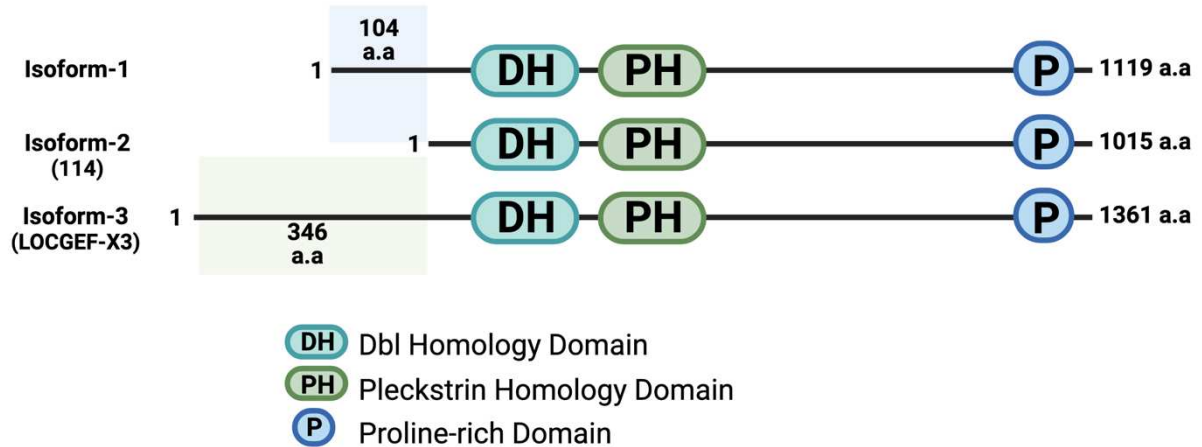 104
a.a
Isoform-1
1
DH
PH
P
1119 a.a
Isoform-2
(114)
1
DH
PH
P
1015 a.a
Isoform-3
(LOCGEF-X3)
1
346
a.a
DH
PH
P
1361 a.a
DH Dbl Homology Domain
PH Pleckstrin Homology Domain
P Proline-rich Domain